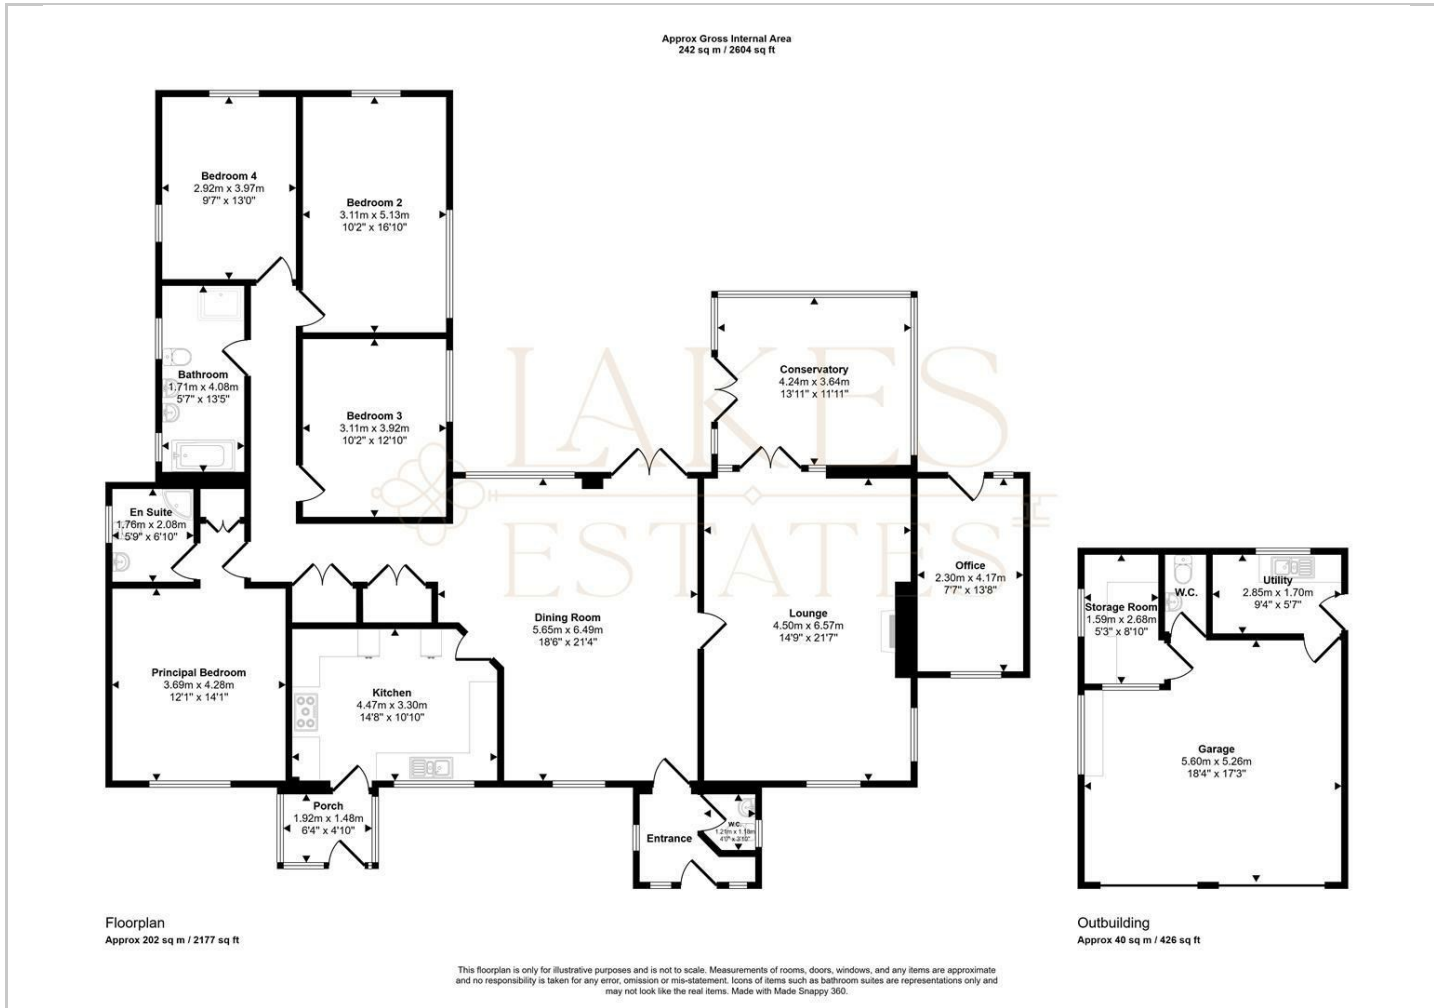 Approx Gross Internal Area
242 sq m / 2604 sq ft
Bedroom 4
2.92m x 3.97m
9'7" x 13'0"
Bedroom 2
3.11m x 5.13m
10'2" x 16'10"
Bathroom
1.71m x 4.08m
5'7" x 13'5"
Bedroom 3
3.11m x 3.92m
10'2" x 12'10"
Conservatory
4.24m x 3.64m
13'11" x 11'11"
LAKES
ESTATES
En Suite
1.76m x 2.08m
5'9" x 6'10"
Dining Room
5.65m x 6.49m
18'6" x 21'4"
Lounge
4.50m x 6.57m
14'9" x 21'7"
Office
2.30m x 4.17m
7'7" x 13'8"
Principal Bedroom
3.69m x 4.28m
12'1" x 14'1"
Kitchen
4.47m x 3.30m
14'8" x 10'10"
Porch
1.92m x 1.48m
6'4" x 4'10"
Entrance
W.C.
1.21m x 1.18m
Storage Room
1.59m x 2.68m
5'3" x 8'10"
W.C.
Utility
2.85m x 1.70m
9'4" x 5'7"
Garage
5.60m x 5.26m
18'4" x 17'3"
Floorplan
Approx 202 sq m / 2177 sq ft
Outbuilding
Approx 40 sq m / 426 sq ft
This floorplan is only for illustrative purposes and is not to scale. Measurements of rooms, doors, windows, and any items are approximate
and no responsibility is taken for any error, omission or mis-statement. Icons of items such as bathroom suites are representations only and
may not look like the real items. Made with Made Snappy 360.